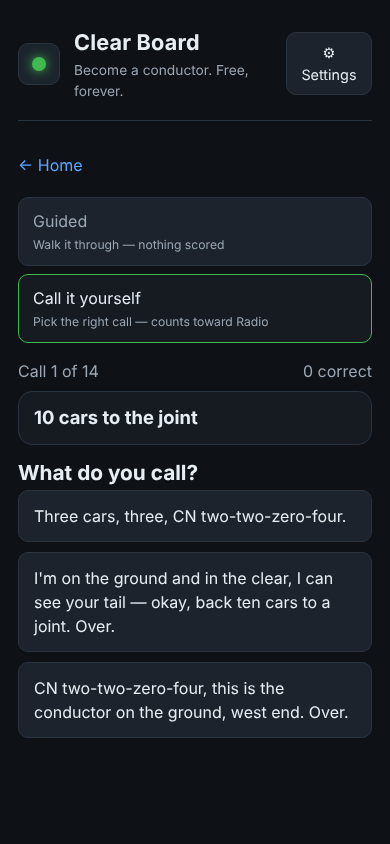 Clear Board
Become a conductor. Free,
forever.
⚙
Settings
← Home
Guided
Walk it through — nothing scored
Call it yourself
Pick the right call — counts toward Radio
Call 1 of 14
0 correct
10 cars to the joint
What do you call?
Three cars, three, CN two-two-zero-four.
I'm on the ground and in the clear, I can
see your tail — okay, back ten cars to a
joint. Over.
CN two-two-zero-four, this is the
conductor on the ground, west end. Over.